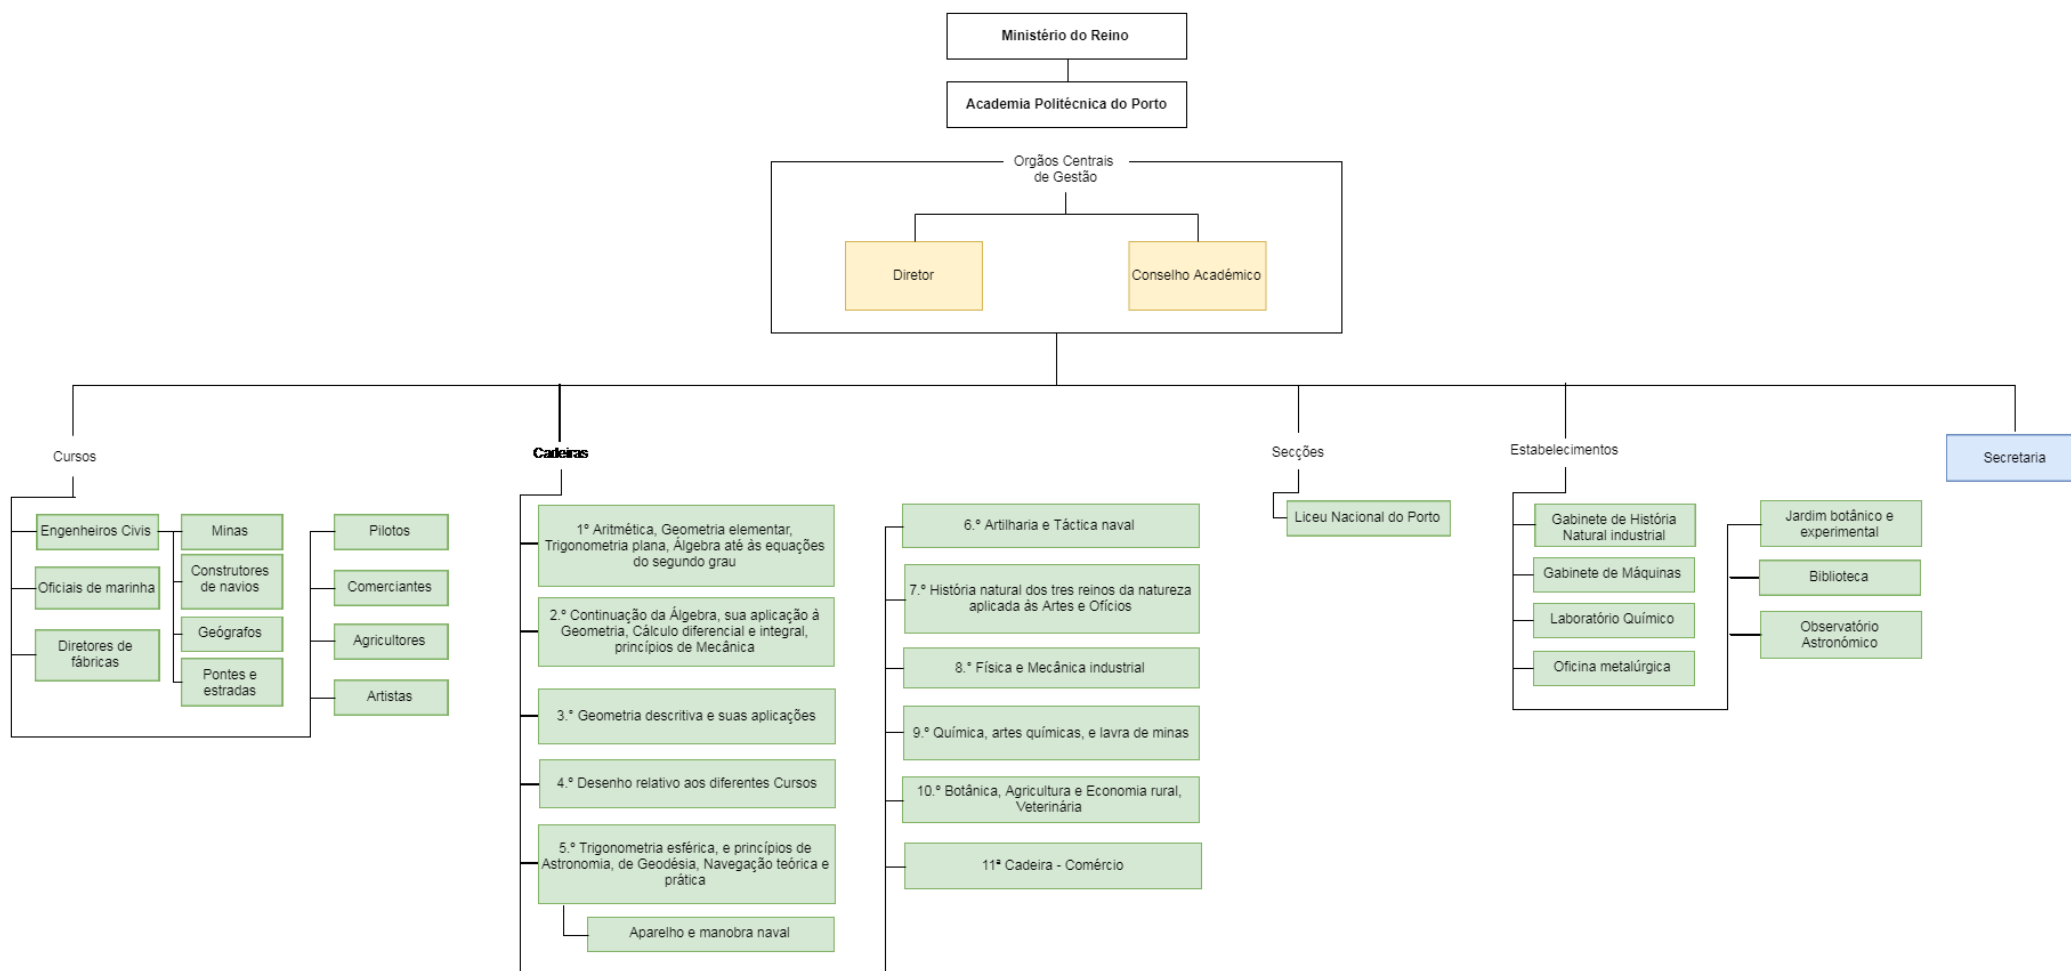 Ministério do Reino
Academia Politécnica do Porto
Orgãos Centrais
de Gestão
Diretor
Conselho Académico
Cursos
Engenheiros Civis
Oficiais de marinha
Diretores de
fábricas
Minas
Construtores
de navios
Geógrafos
Pontes e
estradas
Pilotos
Comerciantes
Agricultores
Artistas
Cadeiras
1º Aritmética, Geometria elementar,
Trigonometria plana, Álgebra até às equações
do segundo grau
2.º Continuação da Álgebra, sua aplicação à
Geometria, Cálculo diferencial e integral,
princípios de Mecânica
3.° Geometria descritiva e suas aplicações
4.º Desenho relativo aos diferentes Cursos
5.º Trigonometria esférica, e princípios de
Astronomia, de Geodésia, Navegação teórica e
prática
Aparelho e manobra naval
6.º Artilharia e Táctica naval
7.º História natural dos tres reinos da natureza
aplicada às Artes e Ofícios
8.° Física e Mecânica industrial
9.º Química, artes químicas, e lavra de minas
10.º Botânica, Agricultura e Economia rural,
Veterinária
11ª Cadeira - Comércio
Secções
Liceu Nacional do Porto
Estabelecimentos
Gabinete de História
Natural industrial
Gabinete de Máquinas
Laboratório Químico
Oficina metalúrgica
Jardim botânico e
experimental
Biblioteca
Observatório
Astronómico
Secretaria